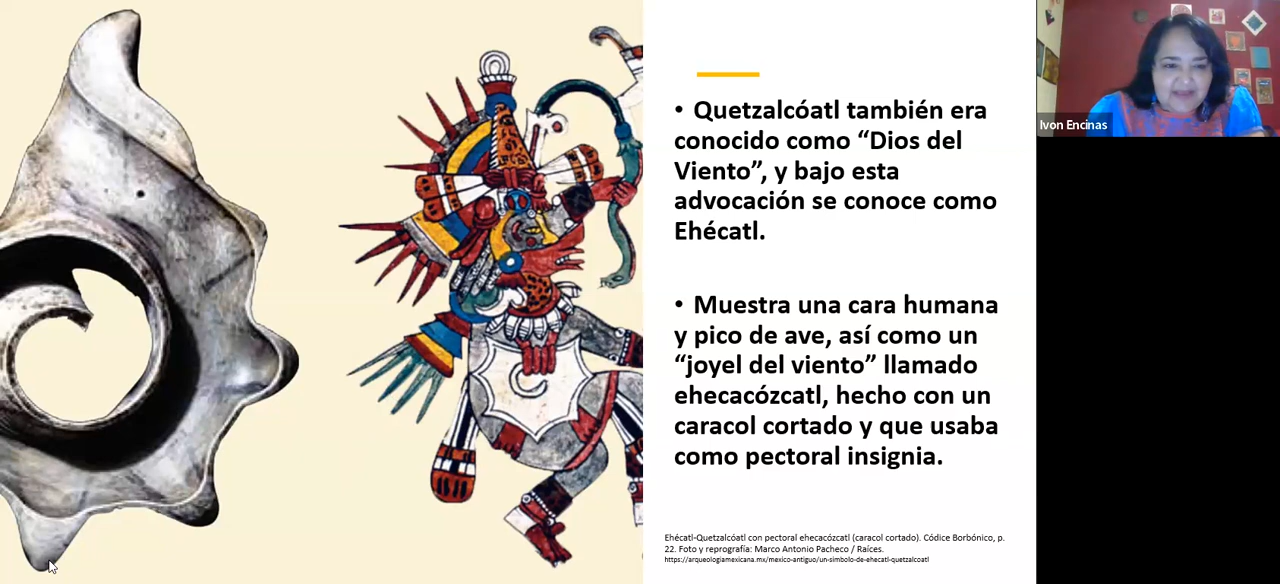 • Quetzalcóatl también era
conocido como “Dios del
Viento”, y bajo esta
advocación se conoce como
Ehécatl.
• Muestra una cara humana
y pico de ave, así como un
“joyel del viento” llamado
ehecacózcatl, hecho con un
caracol cortado y que usaba
como pectoral insignia.
Ehécatl-Quetzalcóatl con pectoral ehecacózcatl (caracol cortado). Códice Borbónico, p.
22. Foto y reprografía: Marco Antonio Pacheco / Raíces.
https://arqueologiamexicana.mx/mexico-antiguo/un-simbolo-de-ehecatl-quetzalcoatl
Ivon Encinas